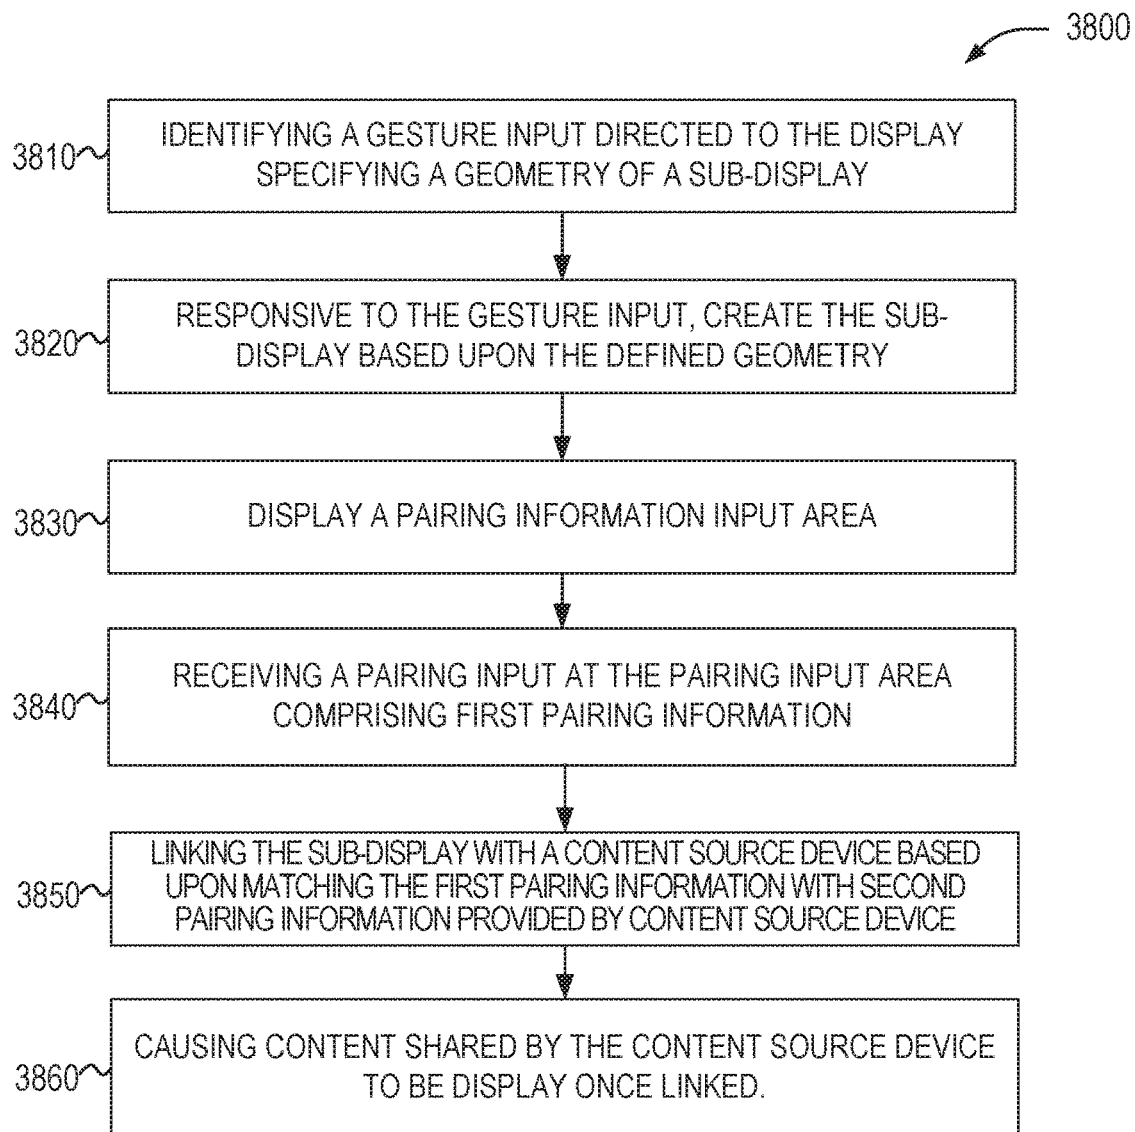 3800
3810
IDENTIFYING A GESTURE INPUT DIRECTED TO THE DISPLAY
SPECIFYING A GEOMETRY OF A SUB-DISPLAY
3820
RESPONSIVE TO THE GESTURE INPUT, CREATE THE SUB-
DISPLAY BASED UPON THE DEFINED GEOMETRY
3830
DISPLAY A PAIRING INFORMATION INPUT AREA
3840
RECEIVING A PAIRING INPUT AT THE PAIRING INPUT AREA
COMPRISING FIRST PAIRING INFORMATION
3850
LINKING THE SUB-DISPLAY WITH A CONTENT SOURCE DEVICE BASED
UPON MATCHING THE FIRST PAIRING INFORMATION WITH SECOND
PAIRING INFORMATION PROVIDED BY CONTENT SOURCE DEVICE
3860
CAUSING CONTENT SHARED BY THE CONTENT SOURCE DEVICE
TO BE DISPLAY ONCE LINKED.